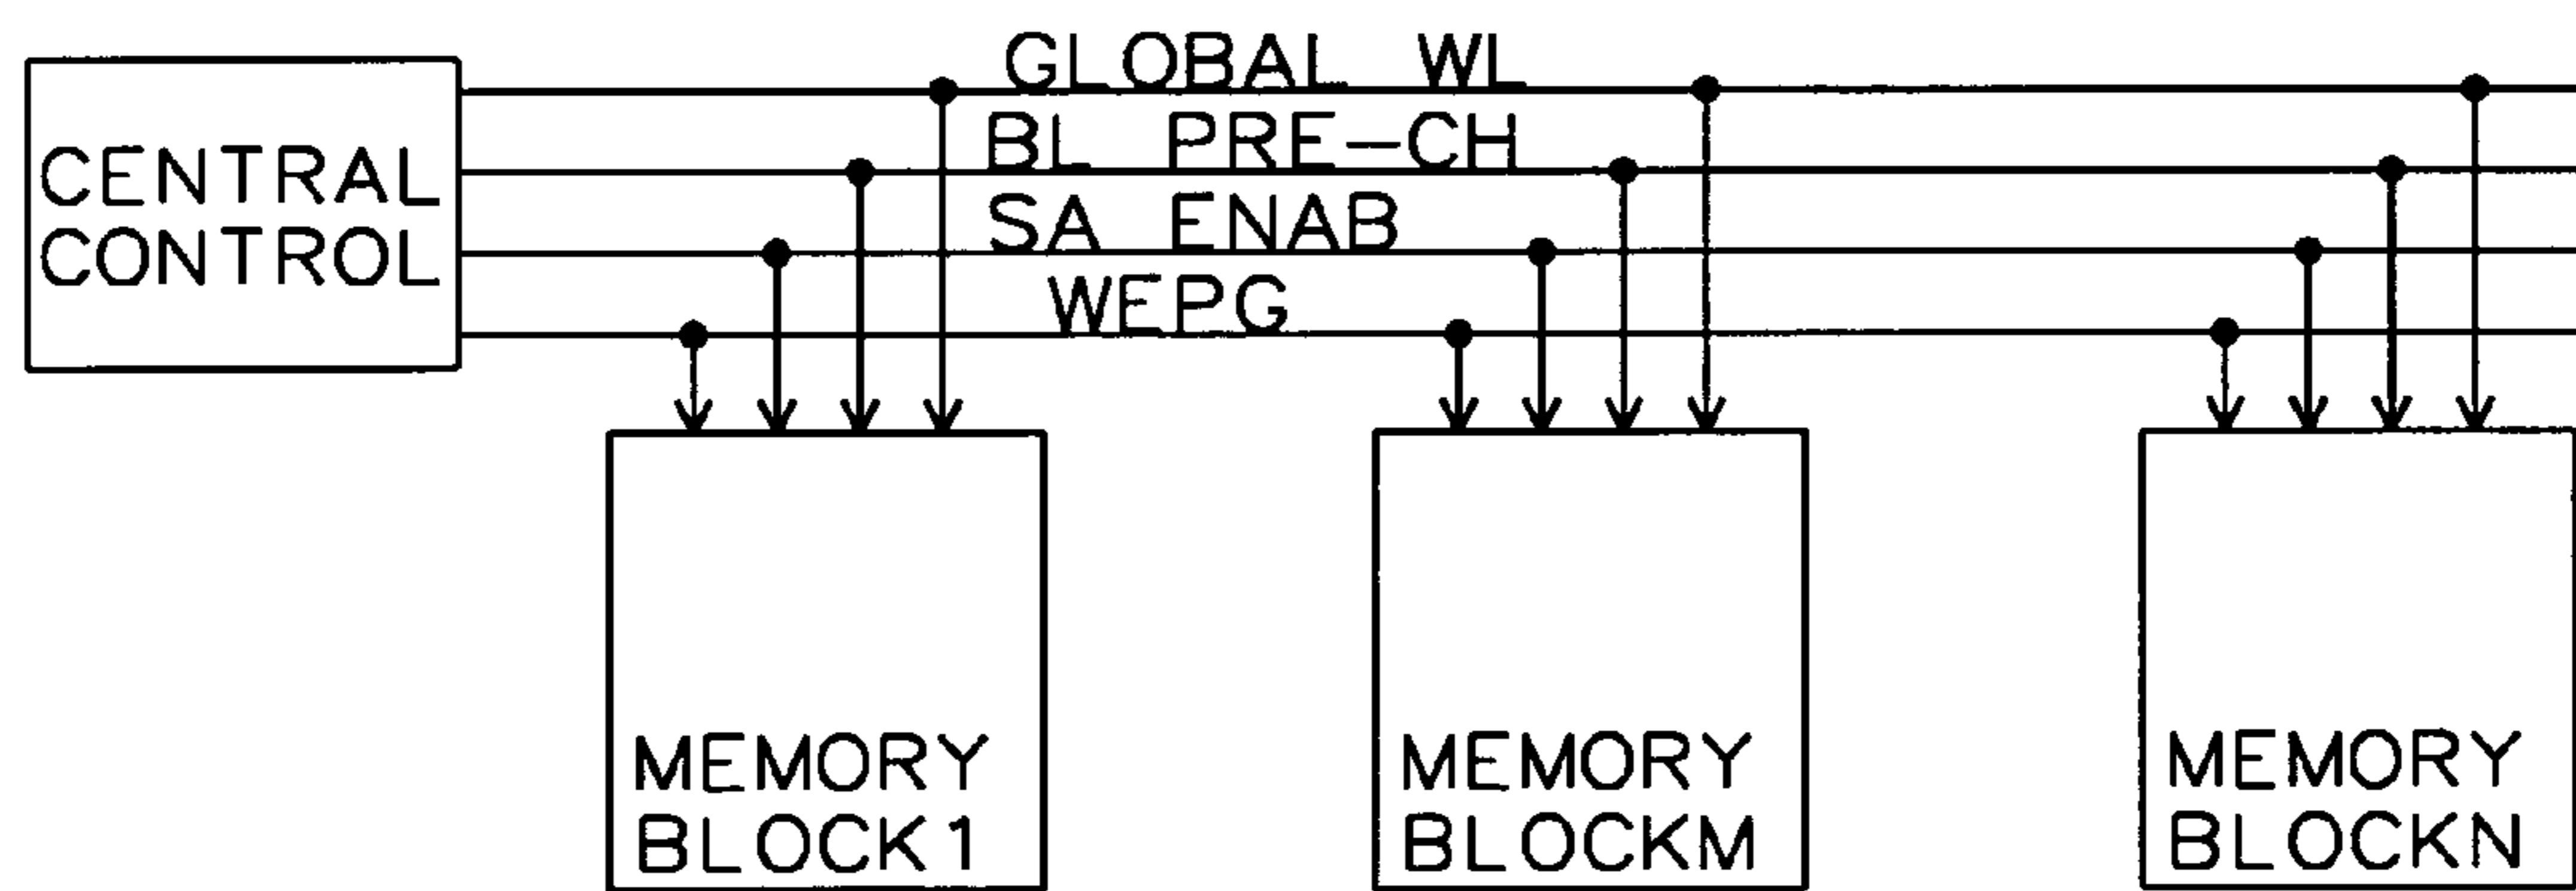 GLOBAL WL
BL PRE-CH
SA ENAB
WEPG
CENTRAL
CONTROL
MEMORY
BLOCK1
MEMORY
BLOCKM
MEMORY
BLOCKN